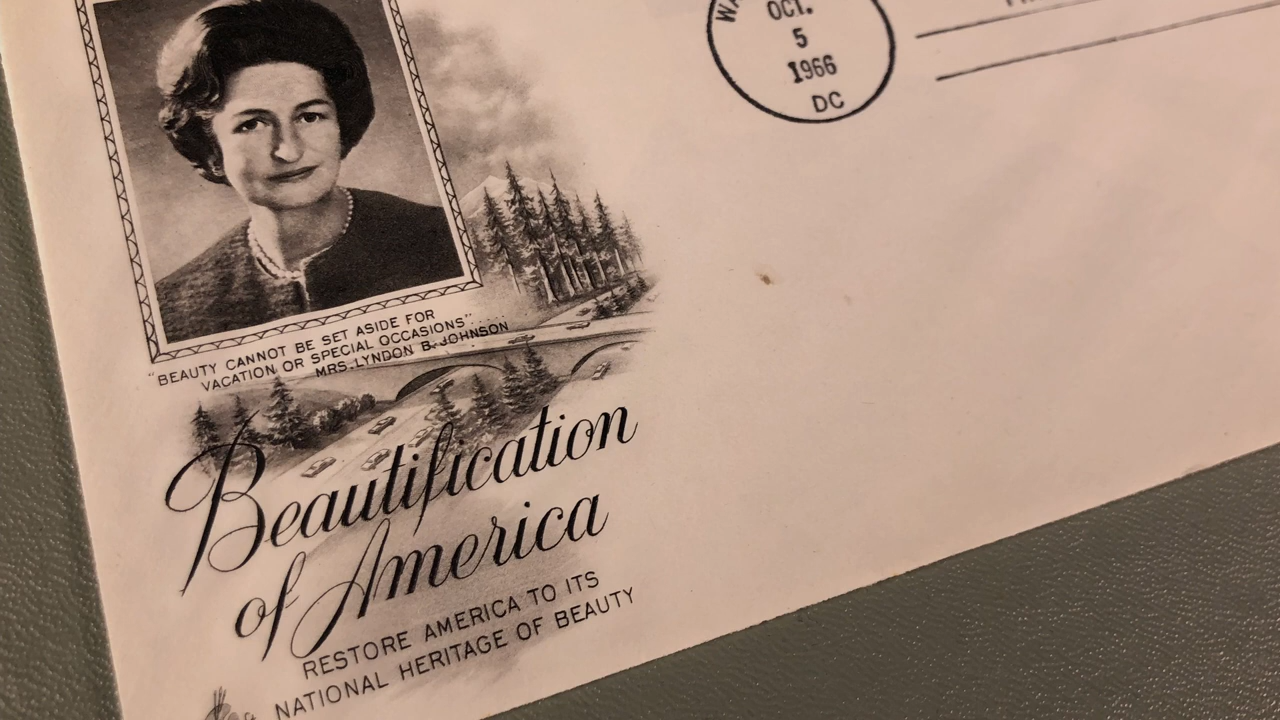 OCT.
5
1966
DC
"BEAUTY CANNOT BE SET ASIDE FOR
VACATION OR SPECIAL OCCASIONS".....
MRS. LYNDON B. JOHNSON
Beautification
of America
RESTORE AMERICA TO ITS
NATIONAL HERITAGE OF BEAUTY